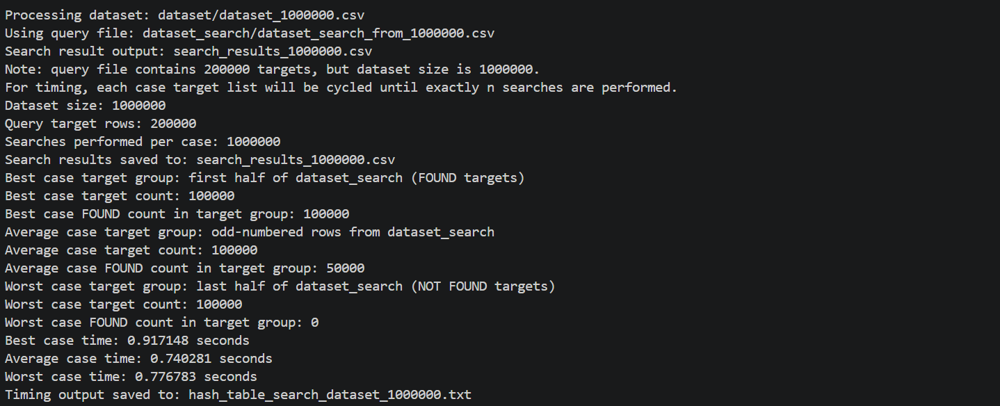 Processing dataset: dataset/dataset_1000000.csv
Using query file: dataset_search/dataset_search_from_1000000.csv
Search result output: search_results_1000000.csv
Note: query file contains 200000 targets, but dataset size is 1000000.
For timing, each case target list will be cycled until exactly n searches are performed.
Dataset size: 1000000
Query target rows: 200000
Searches performed per case: 1000000
Search results saved to: search_results_1000000.csv
Best case target group: first half of dataset_search (FOUND targets)
Best case target count: 100000
Best case FOUND count in target group: 100000
Average case target group: odd-numbered rows from dataset_search
Average case target count: 100000
Average case FOUND count in target group: 50000
Worst case target group: last half of dataset_search (NOT FOUND targets)
Worst case target count: 100000
Worst case FOUND count in target group: 0
Best case time: 0.917148 seconds
Average case time: 0.740281 seconds
Worst case time: 0.776783 seconds
Timing output saved to: hash_table_search_dataset_1000000.txt